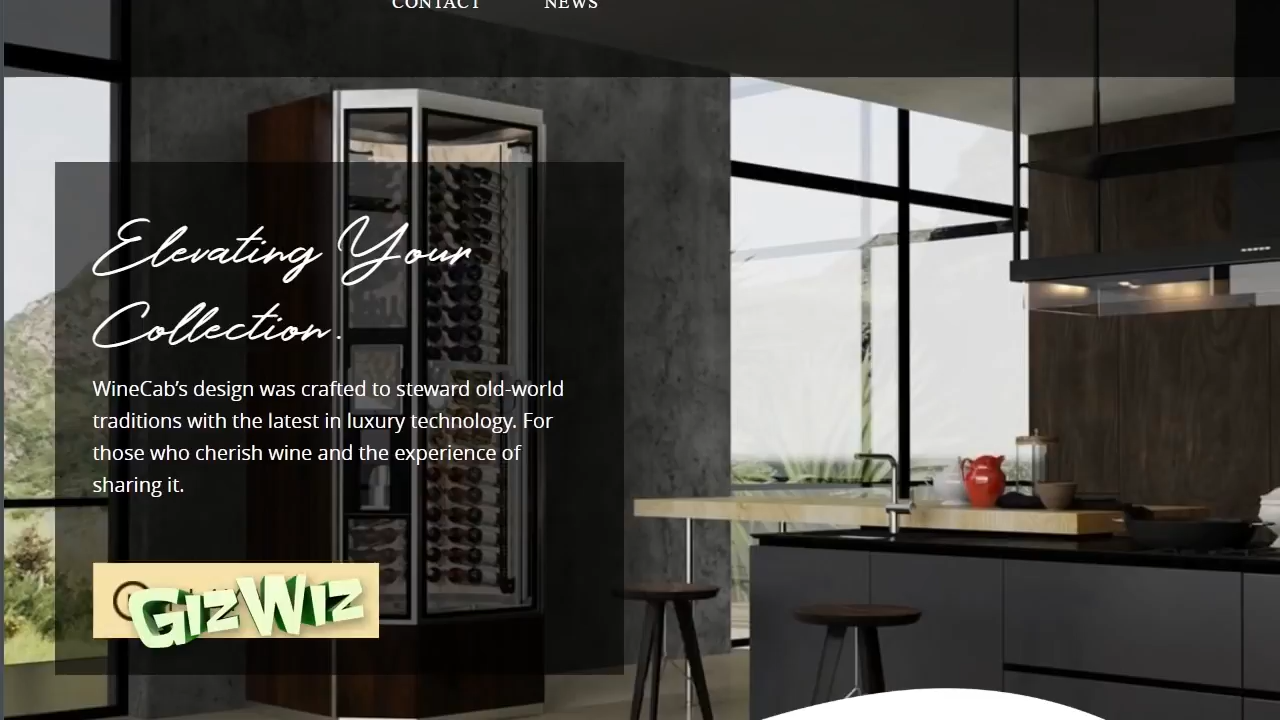 CONTACT NEWS
Elevating Your
Collection.
WineCab’s design was crafted to steward old-world
traditions with the latest in luxury technology. For
those who cherish wine and the experience of
sharing it.
GizWiz